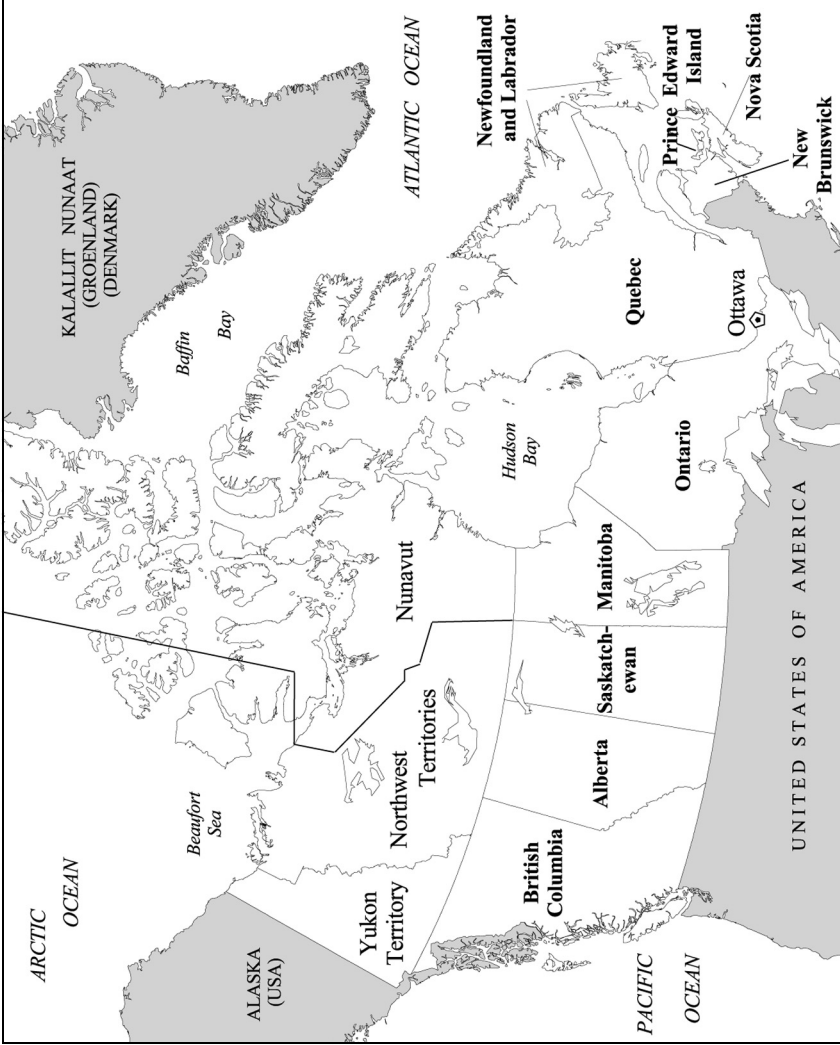 ARCTIC
OCEAN
Beaufort
Sea
ALASKA
(USA)
Yukon
Territory
Northwest
Territories
Nunavut
KALALLIT NUNAAT
(GROENLAND)
(DENMARK)
Baffin
Bay
ATLANTIC OCEAN
Hudson
Bay
British
Columbia
Alberta
Saskatch-
ewan
Manitoba
Ontario
Quebec
Ottawa
Newfoundland
and Labrador
Prince Edward
Island
Nova Scotia
New
Brunswick
PACIFIC
OCEAN
UNITED STATES OF AMERICA